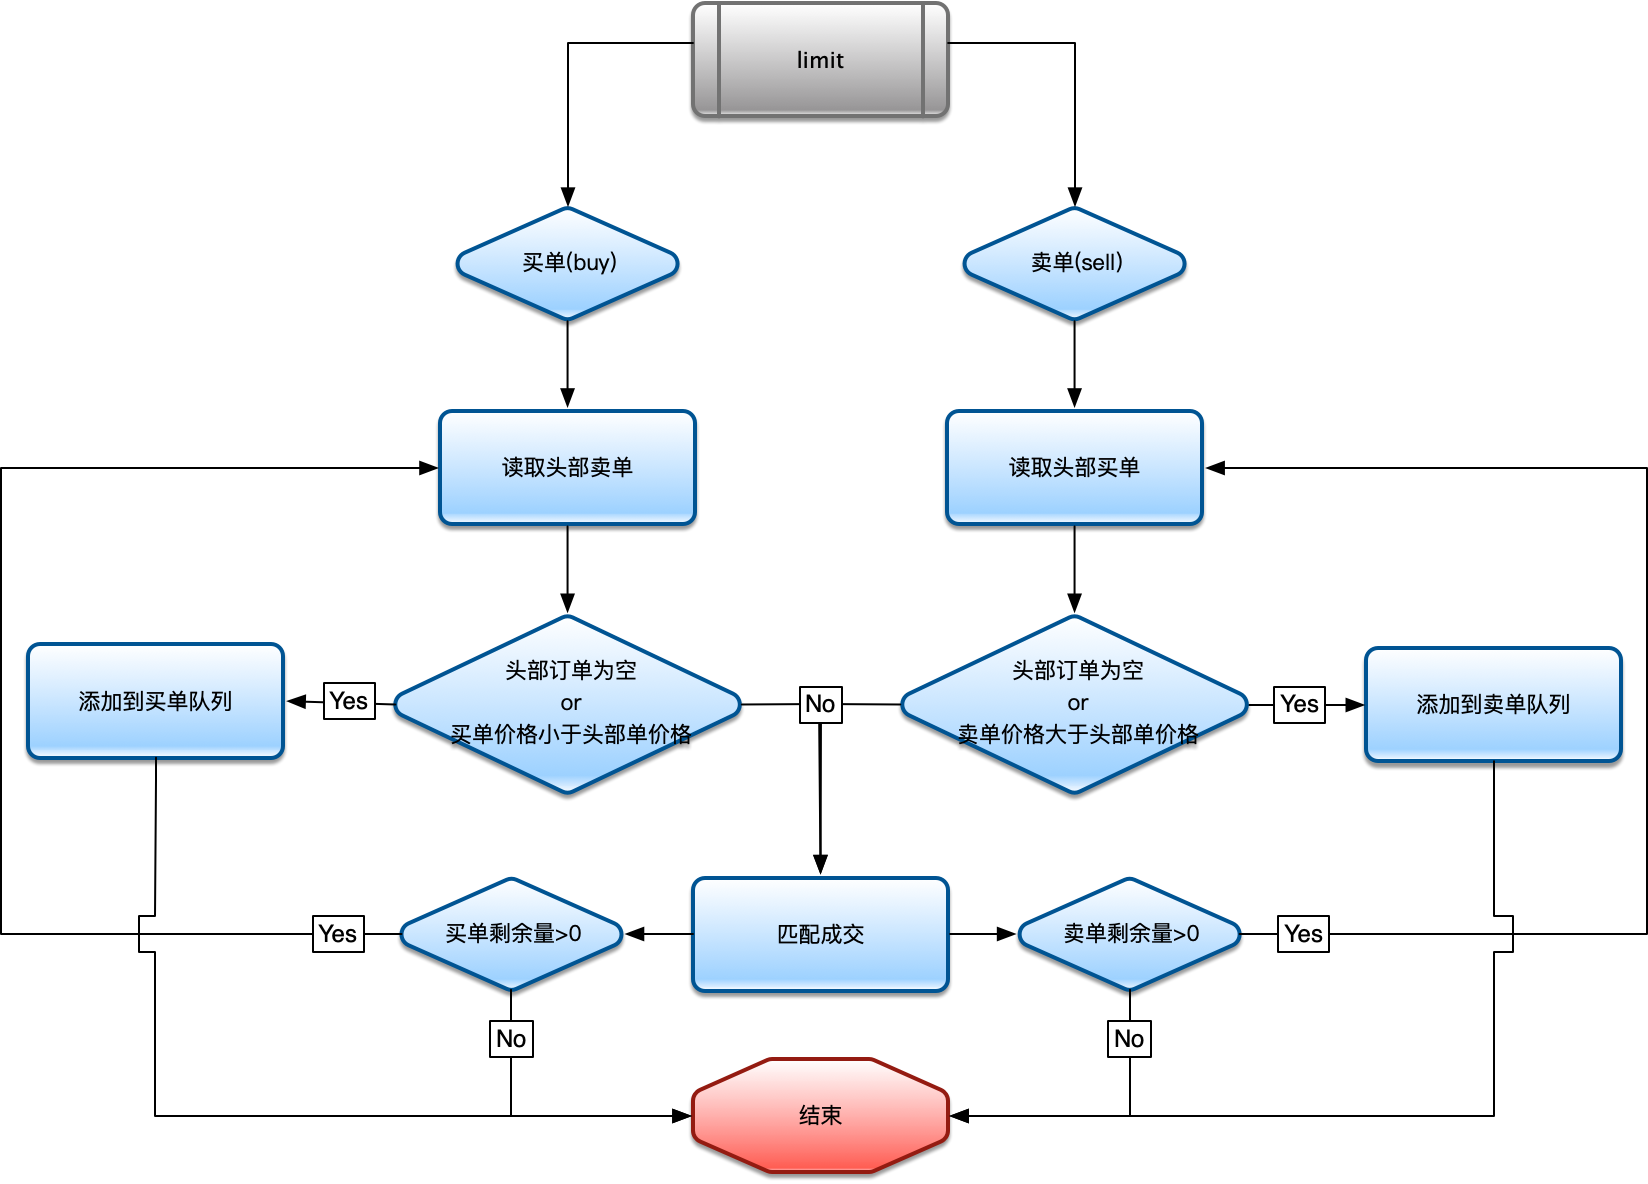 limit
买单(buy)
卖单(sell)
读取头部卖单
读取头部买单
头部订单为空
or
买单价格小于头部单价格
头部订单为空
or
卖单价格大于头部单价格
添加到买单队列
Yes
No
Yes
添加到卖单队列
Yes
买单剩余量>0
匹配成交
卖单剩余量>0
Yes
No
No
结束